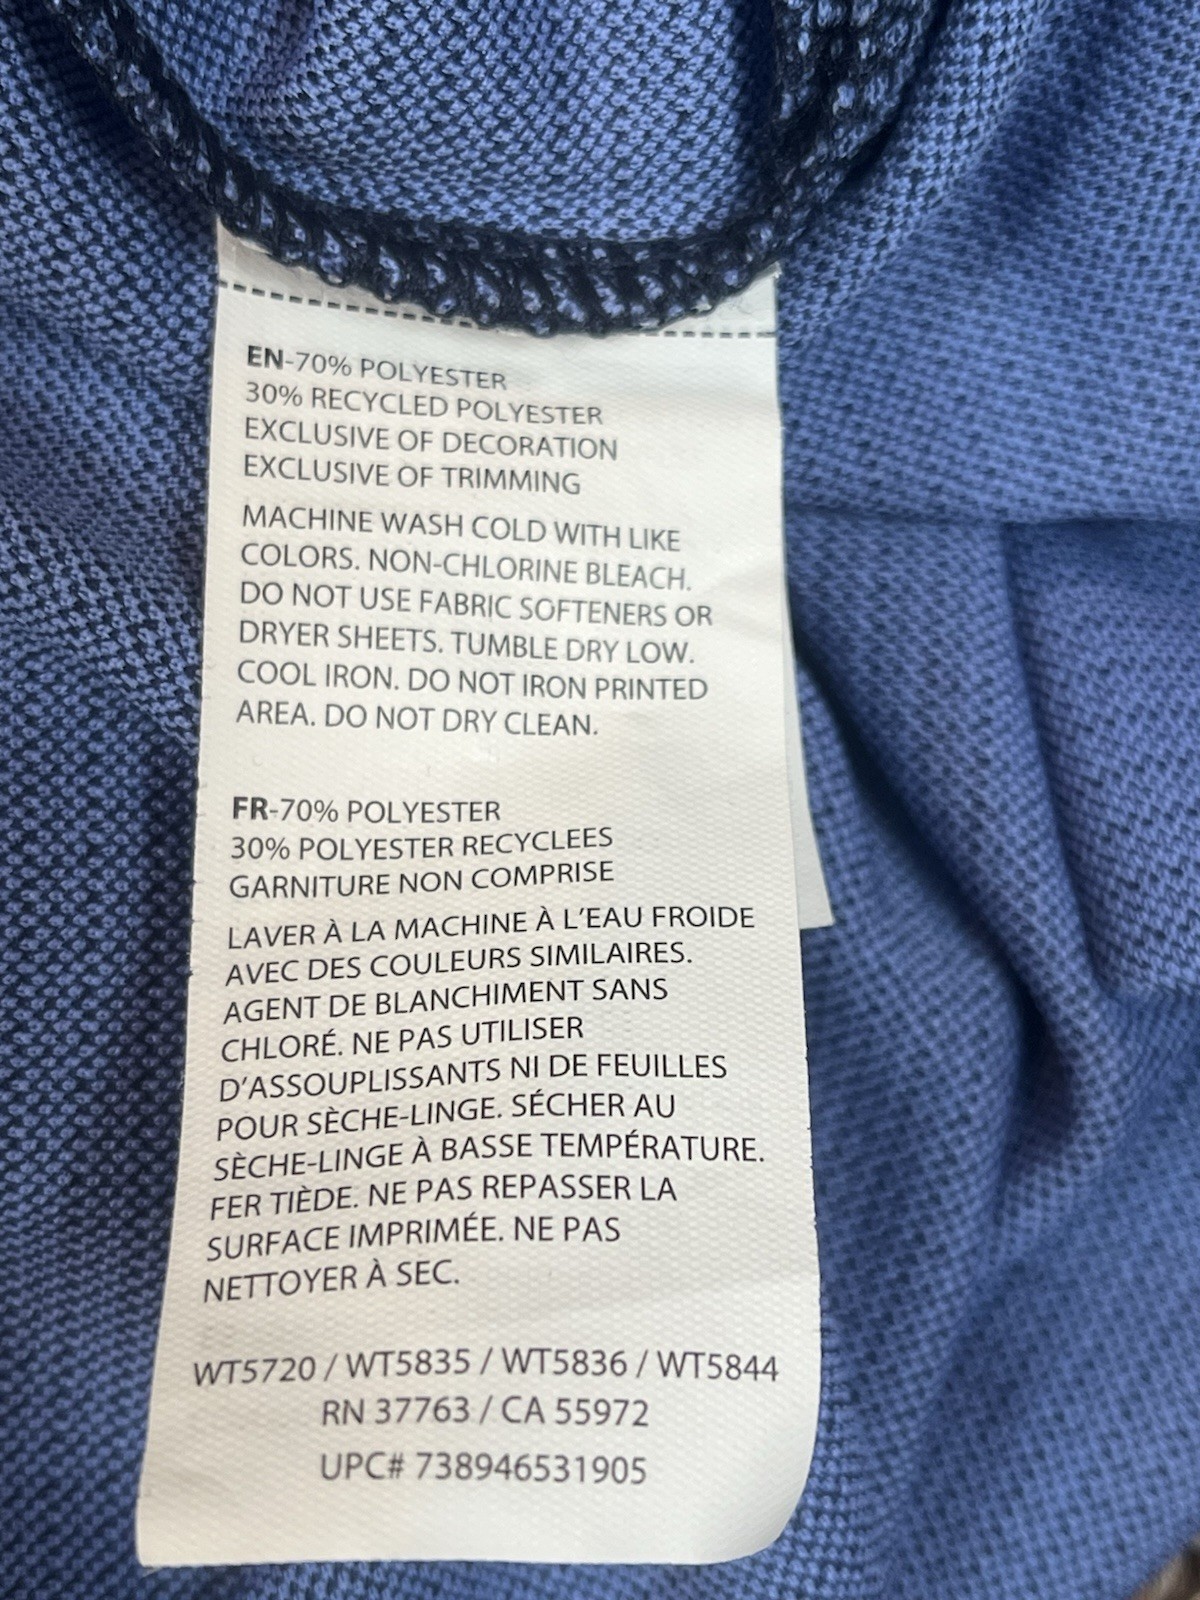 EN-70% POLYESTER
30% RECYCLED POLYESTER
EXCLUSIVE OF DECORATION
EXCLUSIVE OF TRIMMING
MACHINE WASH COLD WITH LIKE
COLORS. NON-CHLORINE BLEACH.
DO NOT USE FABRIC SOFTENERS OR
DRYER SHEETS. TUMBLE DRY LOW.
COOL IRON. DO NOT IRON PRINTED
AREA. DO NOT DRY CLEAN.
FR-70% POLYESTER
30% POLYESTER RECYCLEES
GARNITURE NON COMPRISE
LAVER À LA MACHINE À L'EAU FROIDE
AVEC DES COULEURS SIMILAIRES.
AGENT DE BLANCHIMENT SANS
CHLORÉ. NE PAS UTILISER
D'ASSOUPLISSANTS NI DE FEUILLES
POUR SÈCHE-LINGE. SÉCHER AU
SÈCHE-LINGE À BASSE TEMPÉRATURE.
FER TIÈDE. NE PAS REPASSER LA
SURFACE IMPRIMÉE. NE PAS
NETTOYER À SEC.
WT5720 / WT5835 / WT5836 / WT5844
RN 37763 / CA 55972
UPC# 738946531905